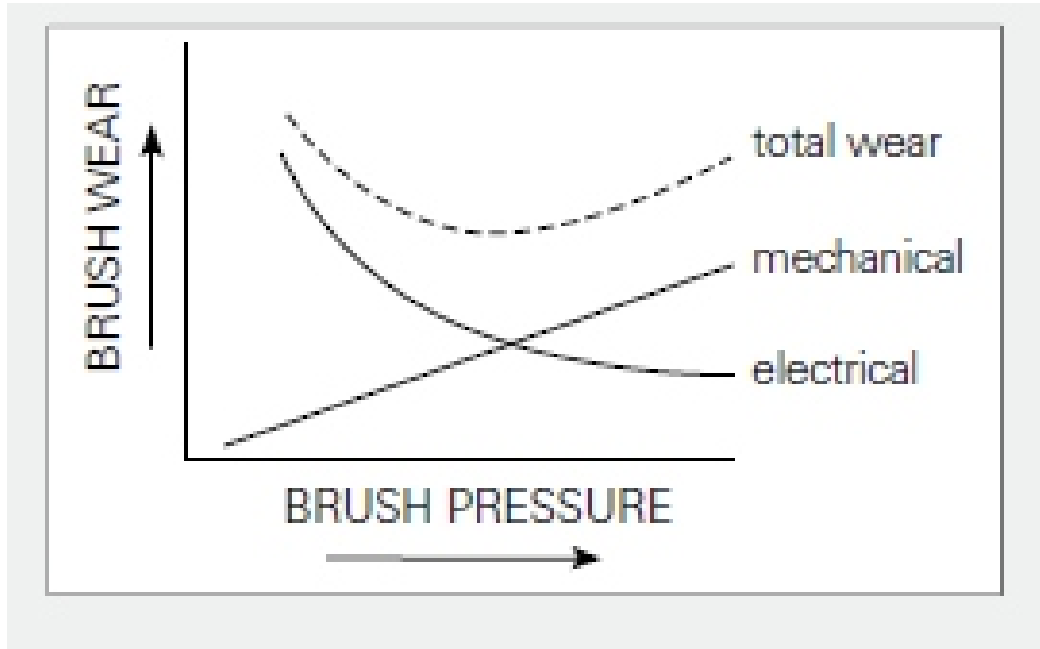 BRUSH WEAR
total wear
mechanical
electrical
BRUSH PRESSURE